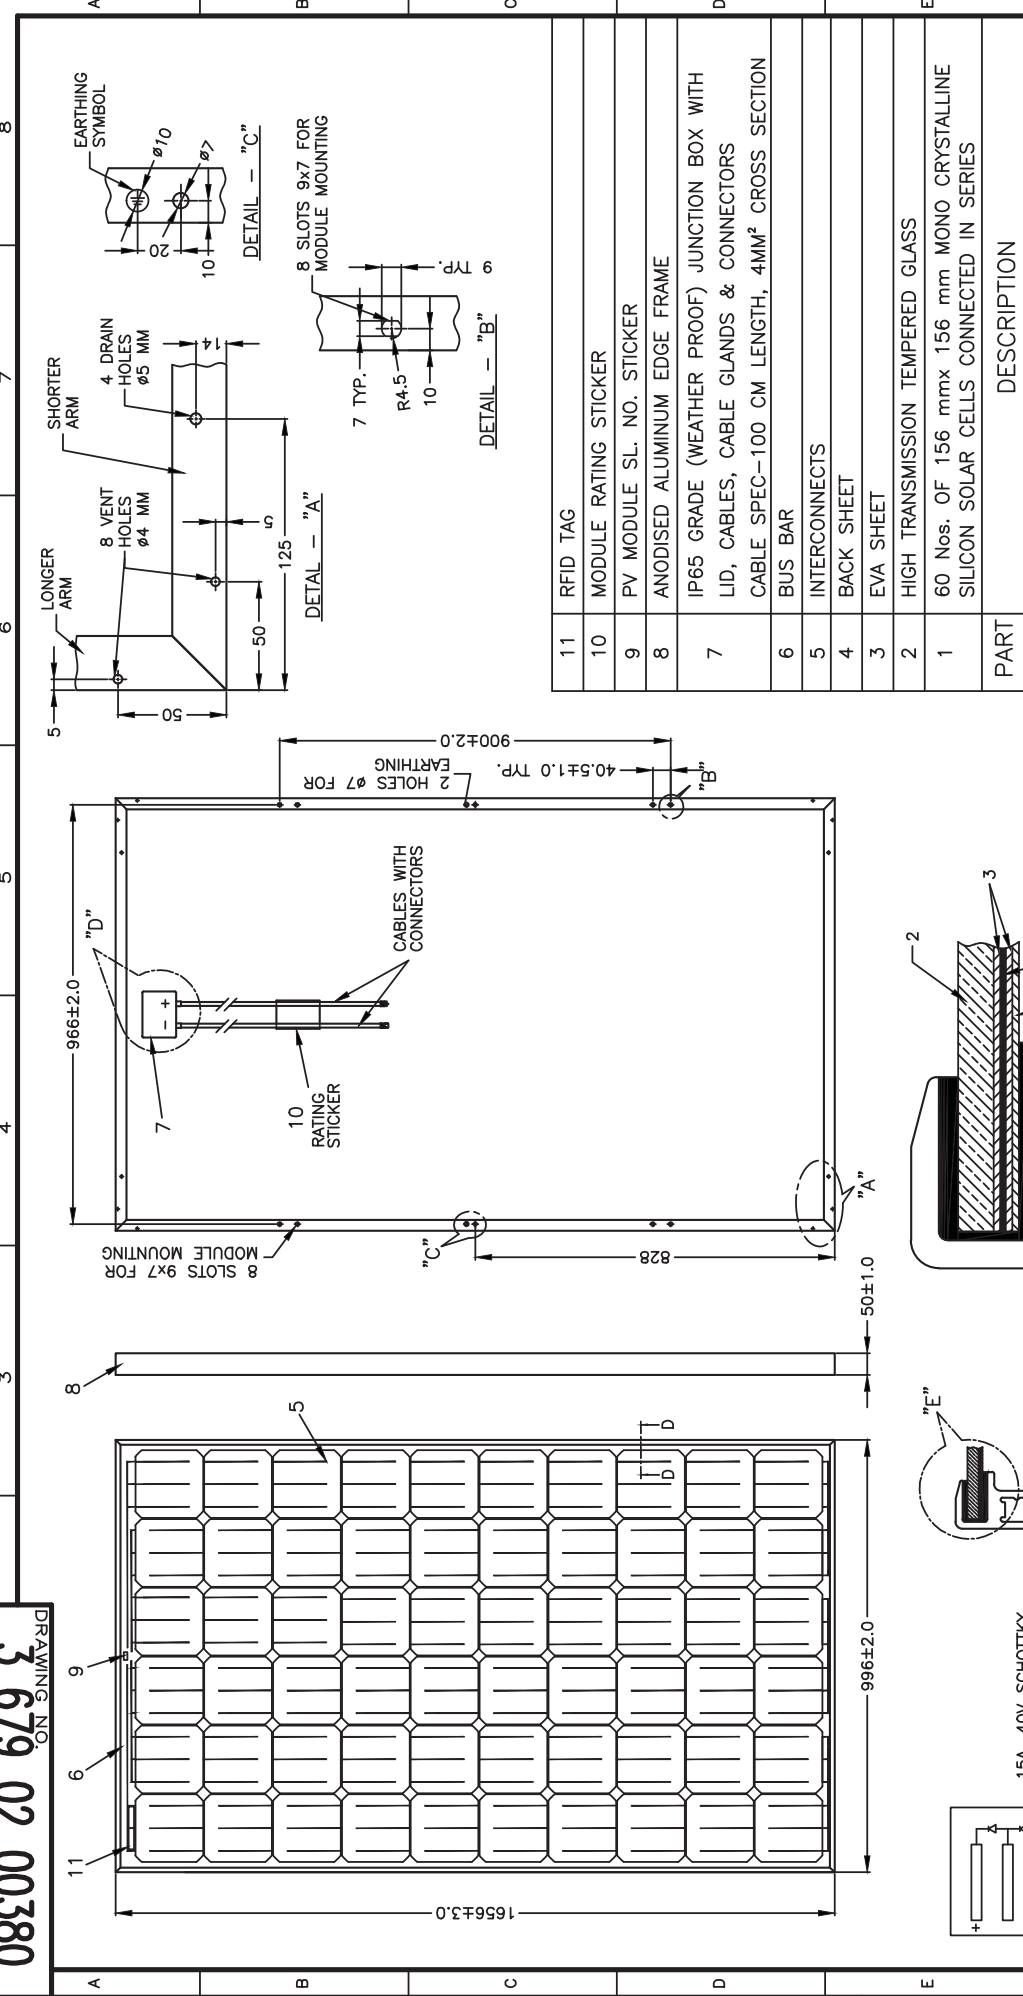 A
B
C
D
E
8
7
6
5
4
3
DRAWING NO.
3 679 02 00380
EARTHING
SYMBOL
ø10
ø7
20
10
DETAIL – "C"
8 SLOTS 9x7 FOR
MODULE MOUNTING
9 TYP.
7 TYP.
R4.5
10
DETAIL – "B"
LONGER
ARM
SHORTER
ARM
8 VENT
HOLES
ø4 MM
4 DRAIN
HOLES
ø5 MM
14
5
5
50
50
125
DETAL – "A"
11 RFID TAG
10 MODULE RATING STICKER
9 PV MODULE SL. NO. STICKER
8 ANODISED ALUMINUM EDGE FRAME
7 IP65 GRADE (WEATHER PROOF) JUNCTION BOX WITH
LID, CABLES, CABLE GLANDS & CONNECTORS
CABLE SPEC–100 CM LENGTH, 4MM² CROSS SECTION
6 BUS BAR
5 INTERCONNECTS
4 BACK SHEET
3 EVA SHEET
2 HIGH TRANSMISSION TEMPERED GLASS
1 60 Nos. OF 156 mmx 156 mm MONO CRYSTALLINE
SILICON SOLAR CELLS CONNECTED IN SERIES
PART DESCRIPTION
966±2.0
"D"
+
–
7
10
RATING
STICKER
CABLES WITH
CONNECTORS
900±2.0
2 HOLES ø7 FOR
EARTHING
40.5±1.0 TYP.
"B"
8 SLOTS 9x7 FOR
MODULE MOUNTING
"C"
828
"A"
8
50±1.0
5
D
D
9
6
11
996±2.0
1656±3.0
2
3
"E"
15A, 40V SCHOTTKY
+
A
B
C
D
E